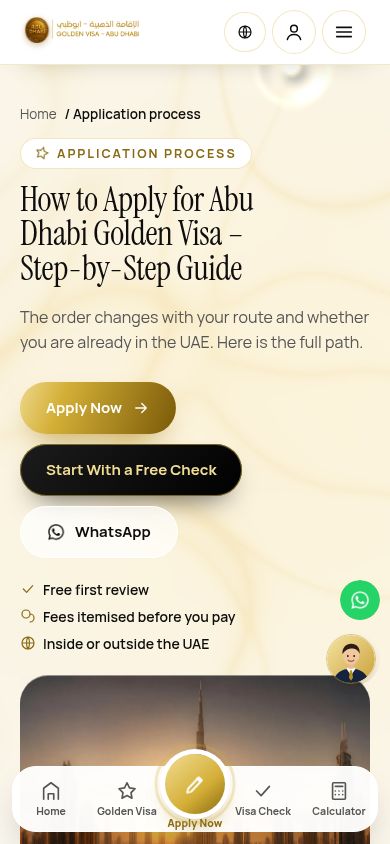 ABU
DHABI
الإقامة الذهبية - ابوظبي
GOLDEN VISA - ABU DHABI
Home / Application process
APPLICATION PROCESS
How to Apply for Abu
Dhabi Golden Visa –
Step-by-Step Guide
The order changes with your route and whether
you are already in the UAE. Here is the full path.
Apply Now
Start With a Free Check
WhatsApp
Free first review
Fees itemised before you pay
Inside or outside the UAE
Home
Golden Visa
Apply Now
Visa Check
Calculator